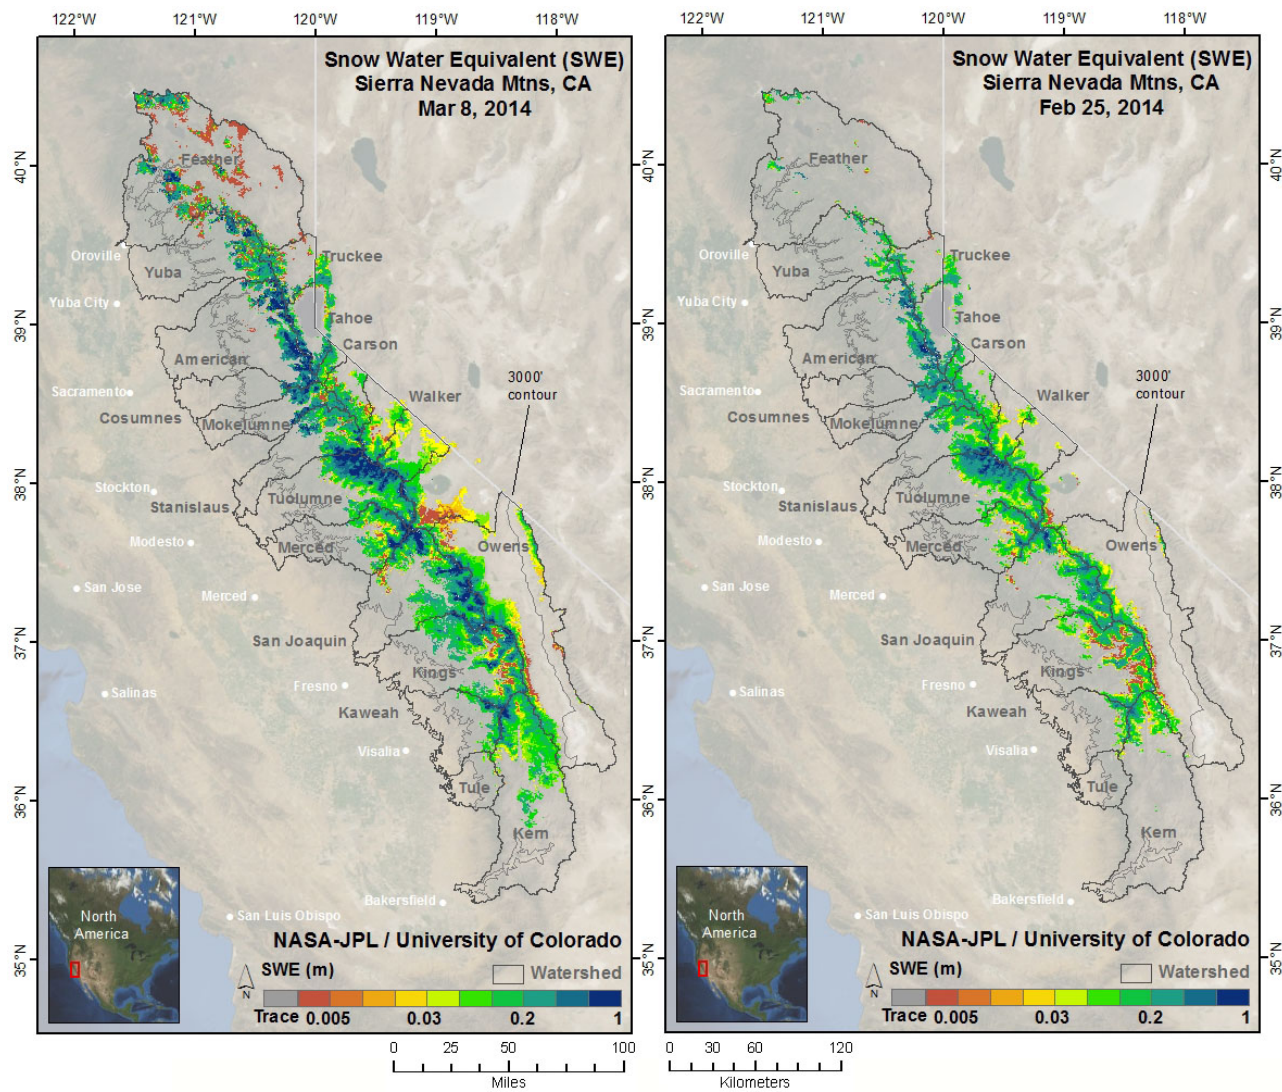 122°W 121°W 120°W 119°W 118°W
Snow Water Equivalent (SWE)
Sierra Nevada Mtns, CA
Mar 8, 2014
40°N
39°N
38°N
37°N
36°N
35°N
Feather
Oroville
Truckee
Yuba
Yuba City
Tahoe
Carson
American
3000'
contour
Sacramento
Walker
Cosumnes
Mokelumne
Stockton
Tuolumne
Stanislaus
Modesto
Merced
Owens
San Jose
Merced
San Joaquin
Kings
Fresno
Salinas
Kaweah
Visalia
Tule
Kern
Bakersfield
San Luis Obispo
North
America
NASA-JPL / University of Colorado
SWE (m)
Watershed
N
Trace 0.005 0.03 0.2 1
0 25 50 100
Miles
122°W 121°W 120°W 119°W 118°W
Snow Water Equivalent (SWE)
Sierra Nevada Mtns, CA
Feb 25, 2014
40°N
39°N
38°N
37°N
36°N
35°N
Feather
Oroville
Truckee
Yuba
Yuba City
Tahoe
Carson
American
3000'
contour
Sacramento
Walker
Cosumnes
Mokelumne
Stockton
Tuolumne
Stanislaus
Modesto
Merced
Owens
San Jose
Merced
San Joaquin
Kings
Fresno
Salinas
Kaweah
Visalia
Tule
Kern
Bakersfield
San Luis Obispo
North
America
NASA-JPL / University of Colorado
SWE (m)
Watershed
N
Trace 0.005 0.03 0.2 1
0 30 60 120
Kilometers